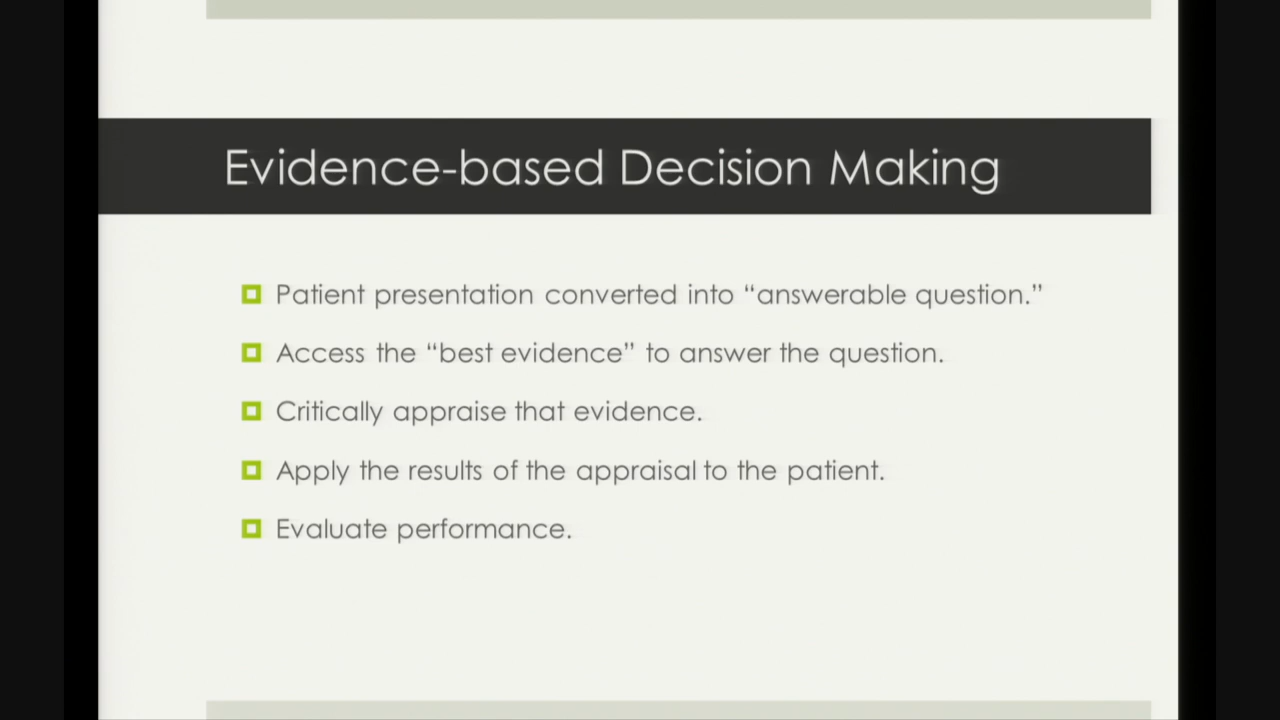 Evidence-based Decision Making
Patient presentation converted into “answerable question.”
Access the “best evidence” to answer the question.
Critically appraise that evidence.
Apply the results of the appraisal to the patient.
Evaluate performance.